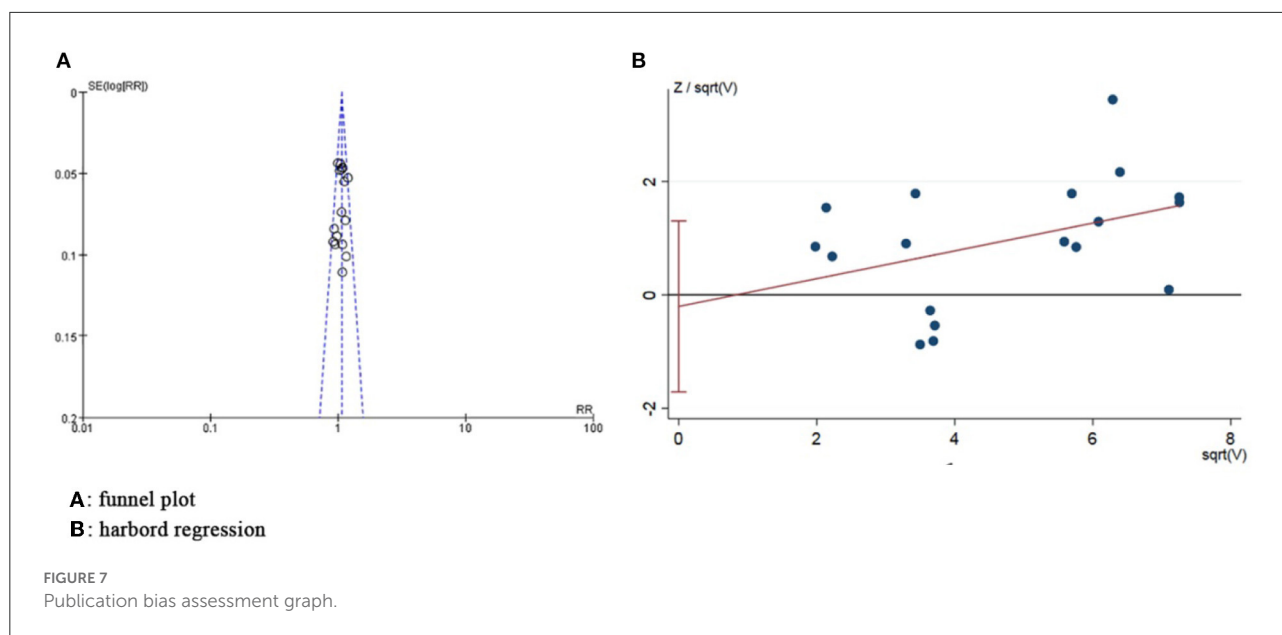 A
SE(log[RR])
0
0.05
0.1
0.15
0.2
RR
0.01 0.1 1 10 100
B
Z / sqrt(V)
2
0
-2
0 2 4 6 8
sqrt(V)
A: funnel plot
B: harbord regression
FIGURE 7
Publication bias assessment graph.